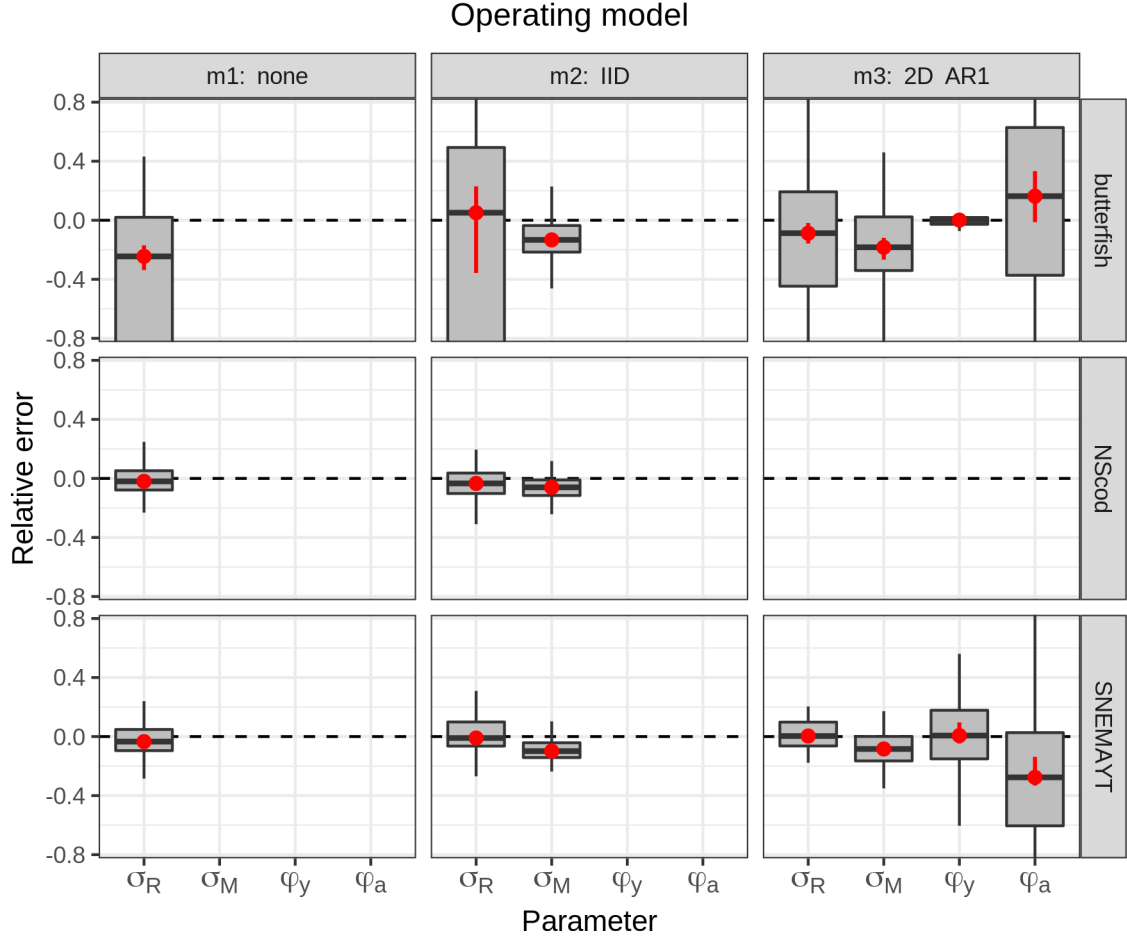 Operating model
m1: none
m2: IID
m3: 2D AR1
0.8
0.4
0.0
-0.4
-0.8
butterfish
0.8
0.4
0.0
-0.4
-0.8
NScod
0.8
0.4
0.0
-0.4
-0.8
SNEMAYT
Relative error
σR σM φy φa
σR σM φy φa
σR σM φy φa
Parameter